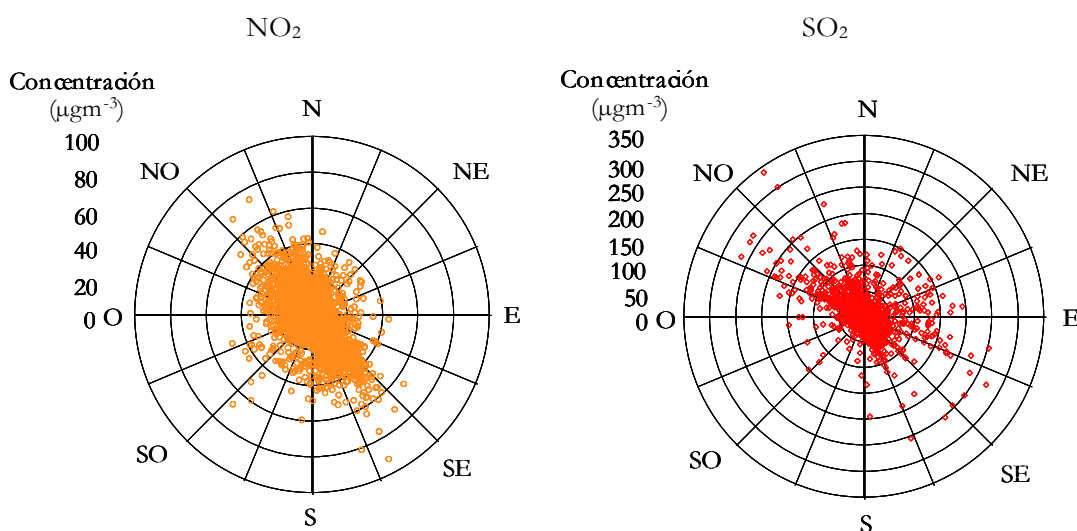 NO₂
Concentración
(µgm⁻³)
100
80
60
40
20
0
N
NE
E
SE
S
SO
O
NO
SO₂
Concentración
(µgm⁻³)
350
300
250
200
150
100
50
0
N
NE
E
SE
S
SO
O
NO